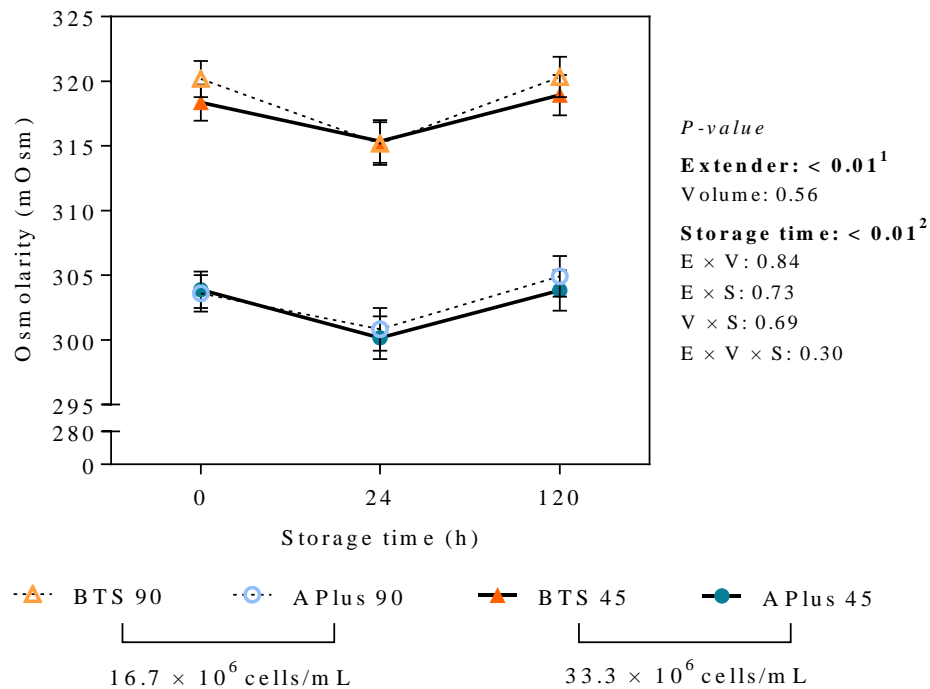 325
320
315
310
305
300
295
280
0
Osmolarity (mOsm)
0 24 120
Storage time (h)
P-value
Extender: < 0.01¹
Volume: 0.56
Storage time: < 0.01²
E × V: 0.84
E × S: 0.73
V × S: 0.69
E × V × S: 0.30
BTS 90 APlus 90 BTS 45 APlus 45
16.7 × 10⁶ cells/mL 33.3 × 10⁶ cells/mL